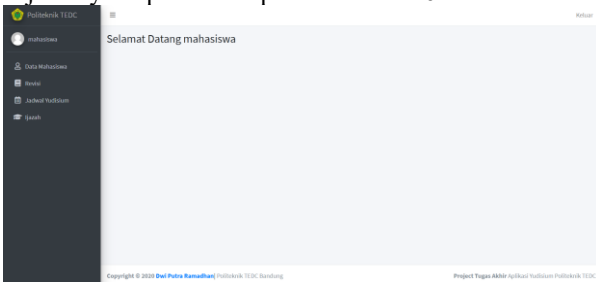 Politeknik TEDC
Keluar
mahasiswa
Selamat Datang mahasiswa
Data Mahasiswa
Revisi
Jadwal Yudisium
Ijazah
Copyright © 2020 Dwi Putra Ramadhan| Politeknik TEDC Bandung
Project Tugas Akhir Aplikasi Yudisium Politeknik TEDC